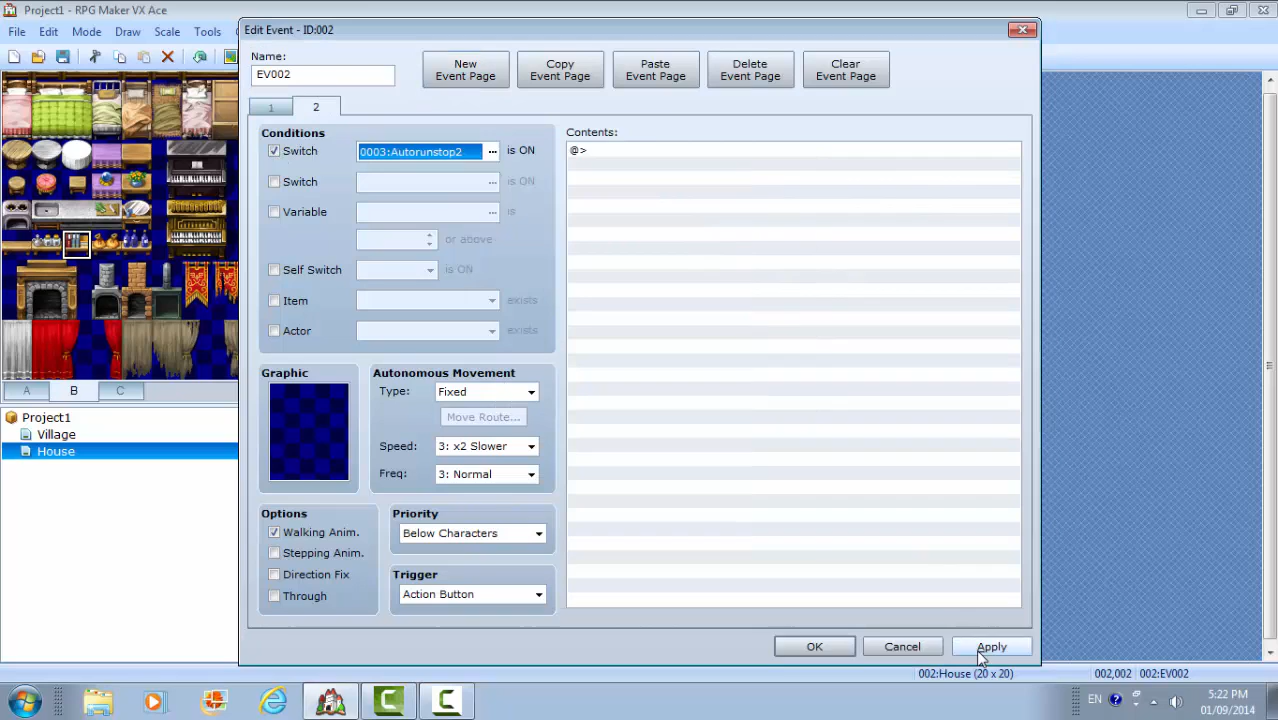 Project1 - RPG Maker VX Ace
File Edit Mode Draw Scale Tools
Edit Event - ID:002
Name:
EV002
New Event Page
Copy Event Page
Paste Event Page
Delete Event Page
Clear Event Page
1 2
Conditions
Switch 0003:Autorunstop2 ... is ON
Switch ... is ON
Variable ... is
or above
Self Switch is ON
Item exists
Actor exists
Contents:
@>
Graphic
Autonomous Movement
Type: Fixed
Move Route...
Speed: 3: x2 Slower
Freq: 3: Normal
Options
Walking Anim.
Stepping Anim.
Direction Fix
Through
Priority
Below Characters
Trigger
Action Button
OK Cancel Apply
A B C
Project1
Village
House
002:House (20 x 20) 002,002 002:EV002
EN 5:22 PM
01/09/2014